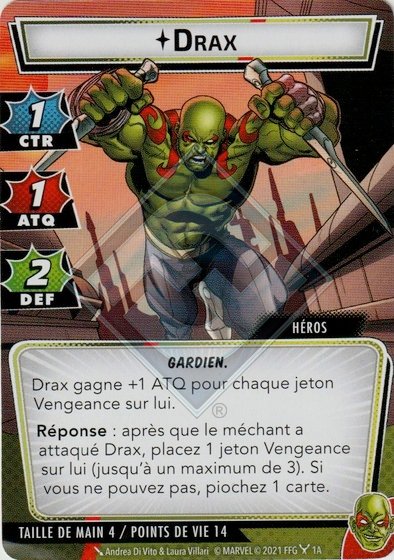 DRAX
1
CTR
1
ATQ
2
DEF
HÉROS
GARDIEN.
Drax gagne +1 ATQ pour chaque jeton
Vengeance sur lui.
Réponse : après que le méchant a
attaqué Drax, placez 1 jeton Vengeance
sur lui (jusqu'à un maximum de 3). Si
vous ne pouvez pas, piochez 1 carte.
®
TAILLE DE MAIN 4 / POINTS DE VIE 14
Andrea Di Vito & Laura Villari © MARVEL © 2021 FFG 1A